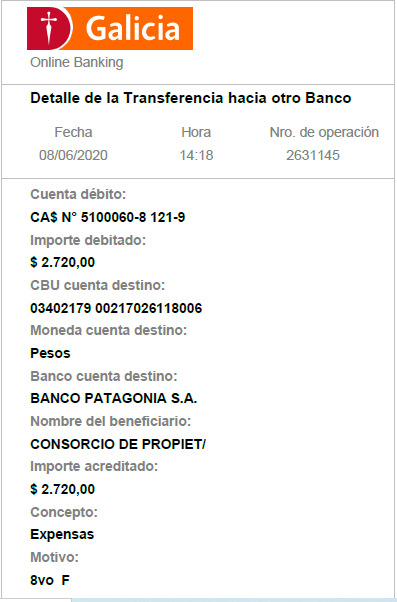 Galicia
Online Banking
Detalle de la Transferencia hacia otro Banco
Fecha Hora Nro. de operación
08/06/2020 14:18 2631145
Cuenta débito:
CA$ N° 5100060-8 121-9
Importe debitado:
$ 2.720,00
CBU cuenta destino:
03402179 00217026118006
Moneda cuenta destino:
Pesos
Banco cuenta destino:
BANCO PATAGONIA S.A.
Nombre del beneficiario:
CONSORCIO DE PROPIET/
Importe acreditado:
$ 2.720,00
Concepto:
Expensas
Motivo:
8vo F